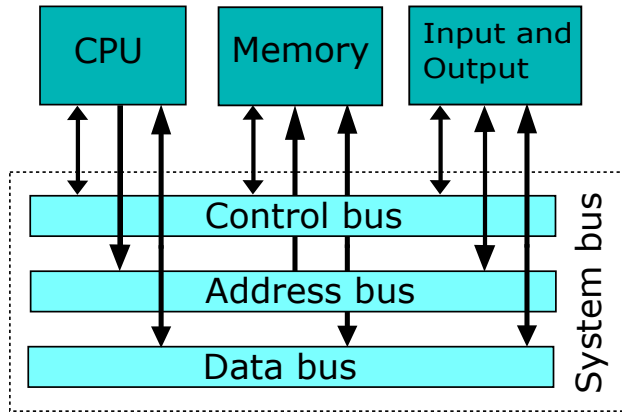 CPU
Memory
Input and
Output
Control bus
Address bus
Data bus
System bus